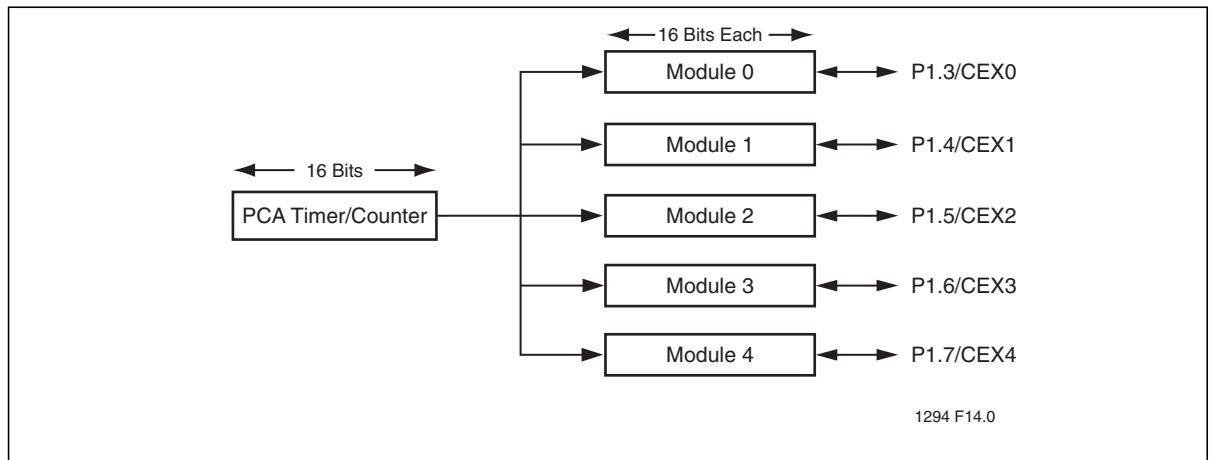 16 Bits Each
Module 0
P1.3/CEX0
Module 1
P1.4/CEX1
16 Bits
PCA Timer/Counter
Module 2
P1.5/CEX2
Module 3
P1.6/CEX3
Module 4
P1.7/CEX4
1294 F14.0